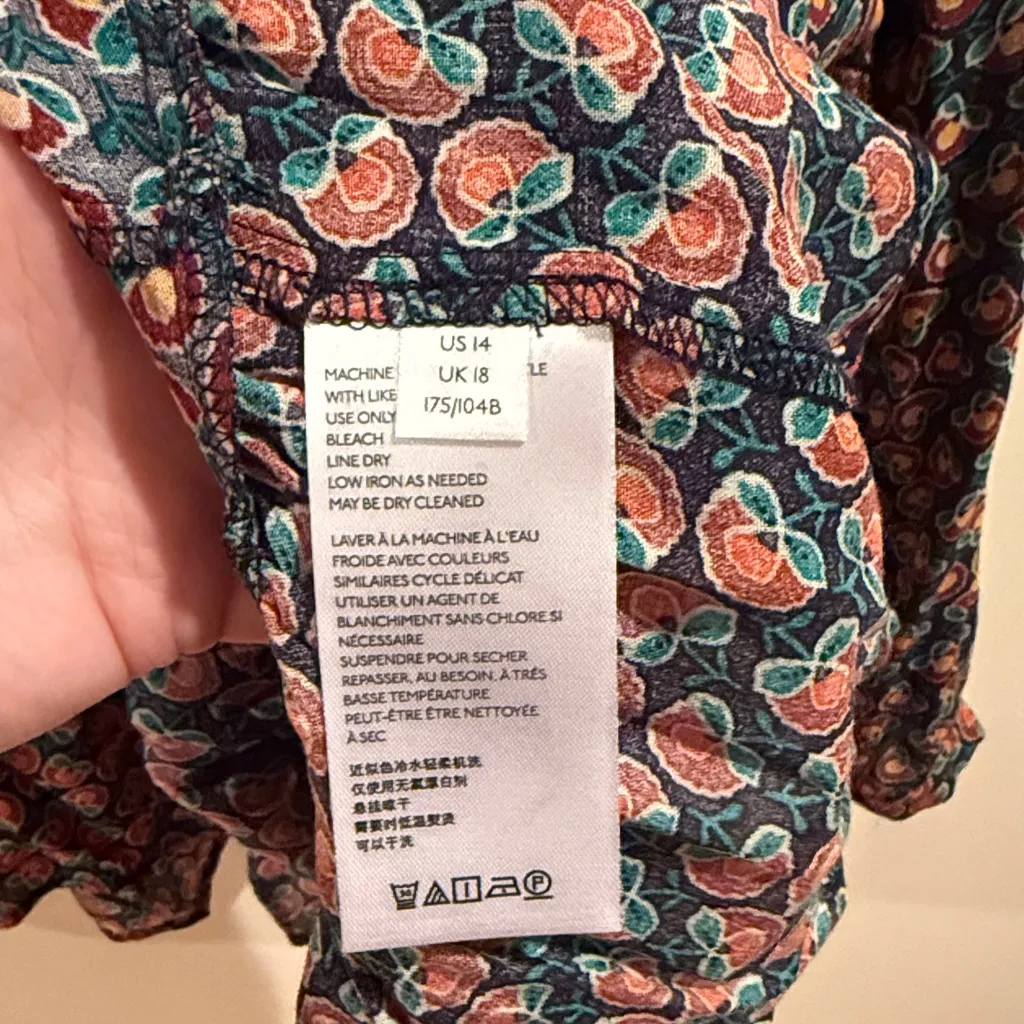 US 14
UK 18
175/104B
MACHINE
WITH LIKE
USE ONLY
BLEACH
LINE DRY
LOW IRON AS NEEDED
MAY BE DRY CLEANED
LAVER À LA MACHINE À L'EAU
FROIDE AVEC COULEURS
SIMILAIRES CYCLE DÉLICAT
UTILISER UN AGENT DE
BLANCHIMENT SANS CHLORE SI
NÉCESSAIRE
SUSPENDRE POUR SECHER
REPASSER, AU BESOIN, À TRÉS
BASSE TEMPÉRATURE
PEUT-ÊTRE ÊTRE NETTOYÉE
À SEC
近似色冷水轻柔机洗
仅使用无氯漂白剂
悬挂晾干
需要时低温熨烫
可以干洗
P